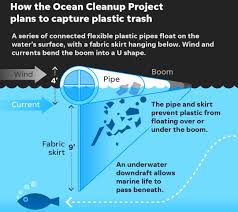 How the Ocean Cleanup Project
plans to capture plastic trash
A series of connected flexible plastic pipes float on
the water's surface, with a fabric skirt hanging below. Wind and
currents bend the boom into a U shape.
Wind
4'
Pipe
Boom
Current
The pipe and skirt
prevent plastic from
floating over or
under the boom.
Fabric
skirt
9'
An underwater
downdraft allows
marine life to
pass beneath.